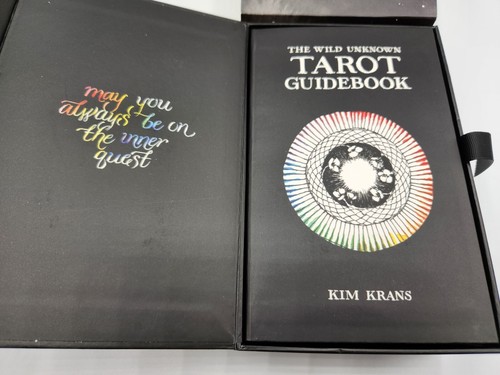 may you
always be on
the inner
quest
THE WILD UNKNOWN
TAROT
GUIDEBOOK
KIM KRANS